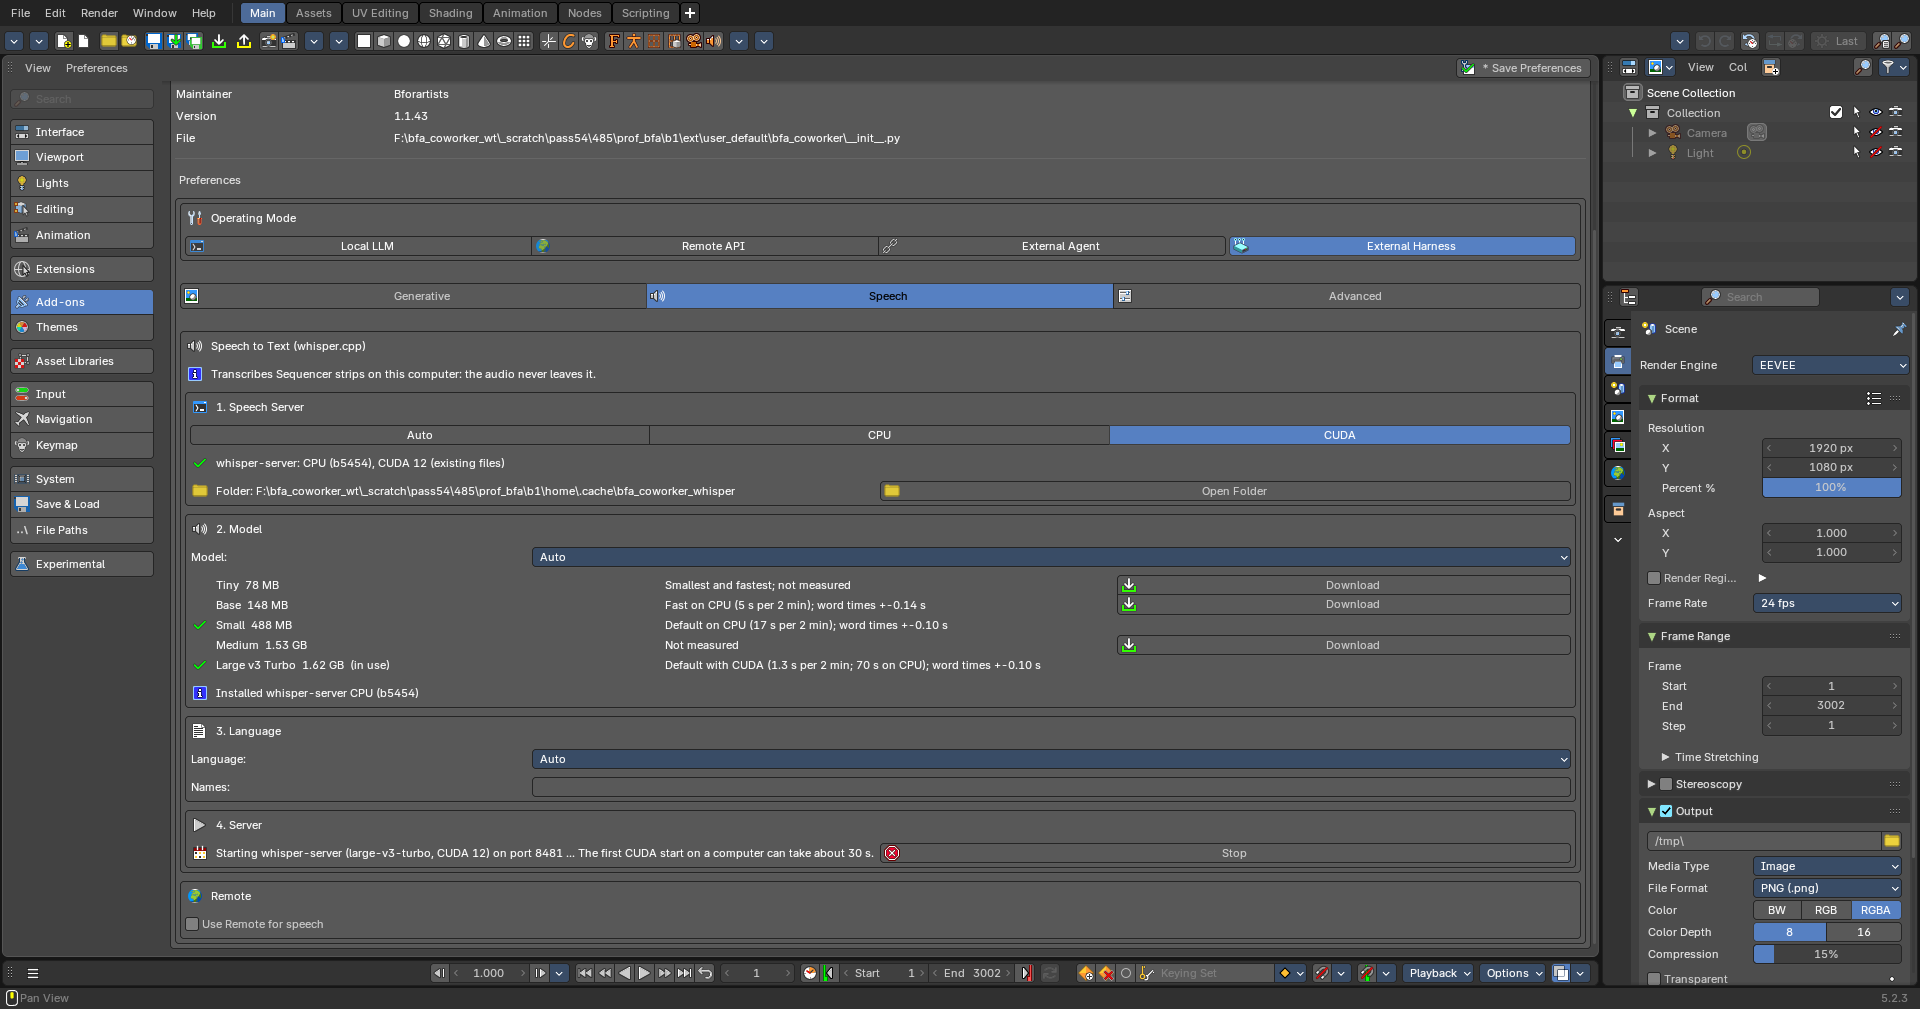 File Edit Render Window Help Main Assets UV Editing Shading Animation Nodes Scripting
Last
View Preferences * Save Preferences
Search
Interface
Viewport
Lights
Editing
Animation
Extensions
Add-ons
Themes
Asset Libraries
Input
Navigation
Keymap
System
Save & Load
File Paths
Experimental
Maintainer Bforartists
Version 1.1.43
File F:\bfa_coworker_wt\_scratch\pass54\485\prof_bfa\b1\ext\user_default\bfa_coworker\__init__.py
Preferences
Operating Mode
Local LLM Remote API External Agent External Harness
Generative Speech Advanced
Speech to Text (whisper.cpp)
Transcribes Sequencer strips on this computer: the audio never leaves it.
1. Speech Server
Auto CPU CUDA
whisper-server: CPU (b5454), CUDA 12 (existing files)
Folder: F:\bfa_coworker_wt\_scratch\pass54\485\prof_bfa\b1\home\.cache\bfa_coworker_whisper Open Folder
2. Model
Model: Auto
Tiny 78 MB Smallest and fastest; not measured Download
Base 148 MB Fast on CPU (5 s per 2 min); word times +-0.14 s Download
Small 488 MB Default on CPU (17 s per 2 min); word times +-0.10 s
Medium 1.53 GB Not measured Download
Large v3 Turbo 1.62 GB (in use) Default with CUDA (1.3 s per 2 min; 70 s on CPU); word times +-0.10 s
Installed whisper-server CPU (b5454)
3. Language
Language: Auto
Names:
4. Server
Starting whisper-server (large-v3-turbo, CUDA 12) on port 8481 ... The first CUDA start on a computer can take about 30 s. Stop
Remote
Use Remote for speech
View Col
Scene Collection
Collection
Camera
Light
Search
Scene
Render Engine EEVEE
Format
Resolution
X 1920 px
Y 1080 px
Percent % 100%
Aspect
X 1.000
Y 1.000
Render Regi...
Frame Rate 24 fps
Frame Range
Frame
Start 1
End 3002
Step 1
Time Stretching
Stereoscopy
Output
/tmp\
Media Type Image
File Format PNG (.png)
Color BW RGB RGBA
Color Depth 8 16
Compression 15%
Transparent
1.000 1 Start 1 End 3002 Keying Set Playback Options
Pan View 5.2.3